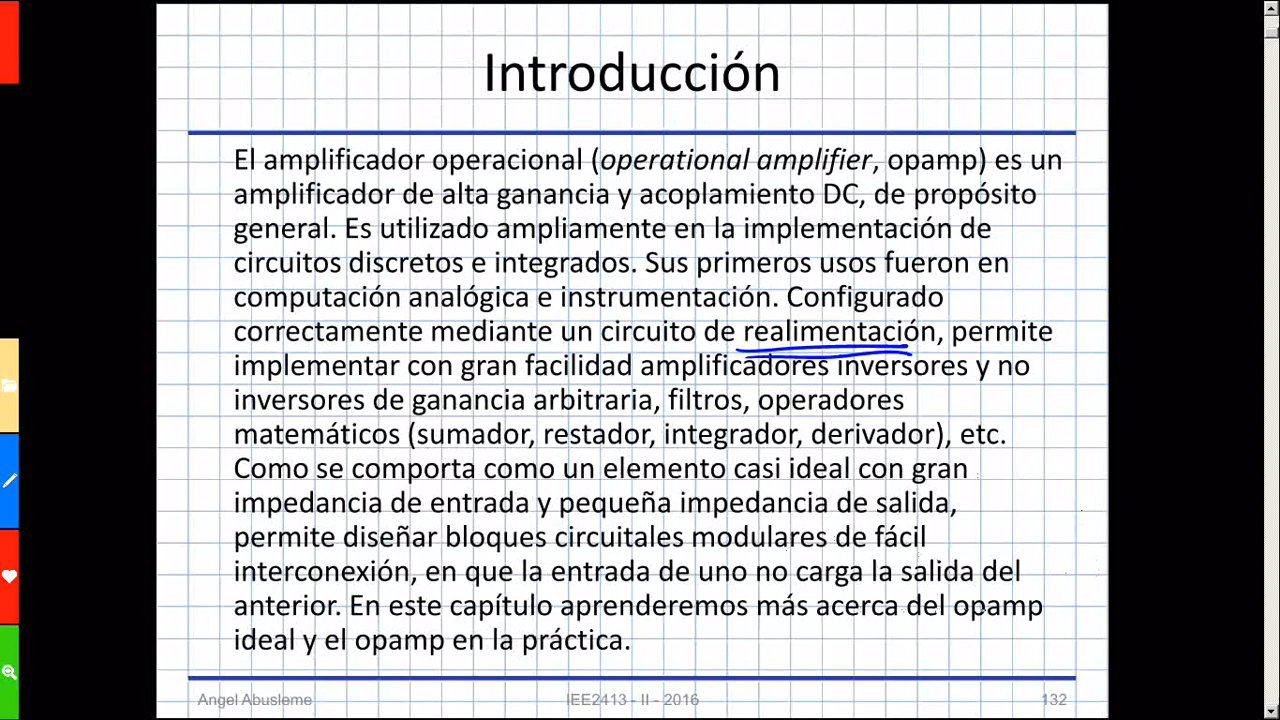 Introducción
El amplificador operacional (operational amplifier, opamp) es un
amplificador de alta ganancia y acoplamiento DC, de propósito
general. Es utilizado ampliamente en la implementación de
circuitos discretos e integrados. Sus primeros usos fueron en
computación analógica e instrumentación. Configurado
correctamente mediante un circuito de realimentación, permite
implementar con gran facilidad amplificadores inversores y no
inversores de ganancia arbitraria, filtros, operadores
matemáticos (sumador, restador, integrador, derivador), etc.
Como se comporta como un elemento casi ideal con gran
impedancia de entrada y pequeña impedancia de salida,
permite diseñar bloques circuitales modulares de fácil
interconexión, en que la entrada de uno no carga la salida del
anterior. En este capítulo aprenderemos más acerca del opamp
ideal y el opamp en la práctica.
Angel Abusleme IEE2413 - II - 2016 132